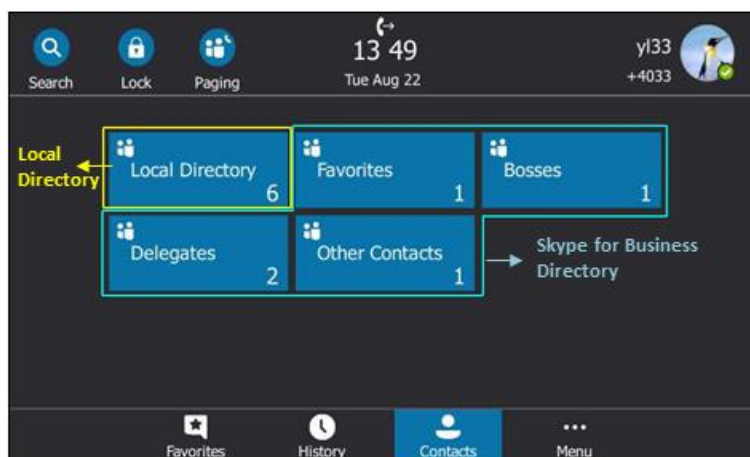 13 49
yl33
Search
Lock
Paging
Tue Aug 22
+4033
Local
Directory
Local Directory
6
Favorites
1
Bosses
1
Delegates
2
Other Contacts
1
Skype for Business
Directory
Favorites
History
Contacts
Menu